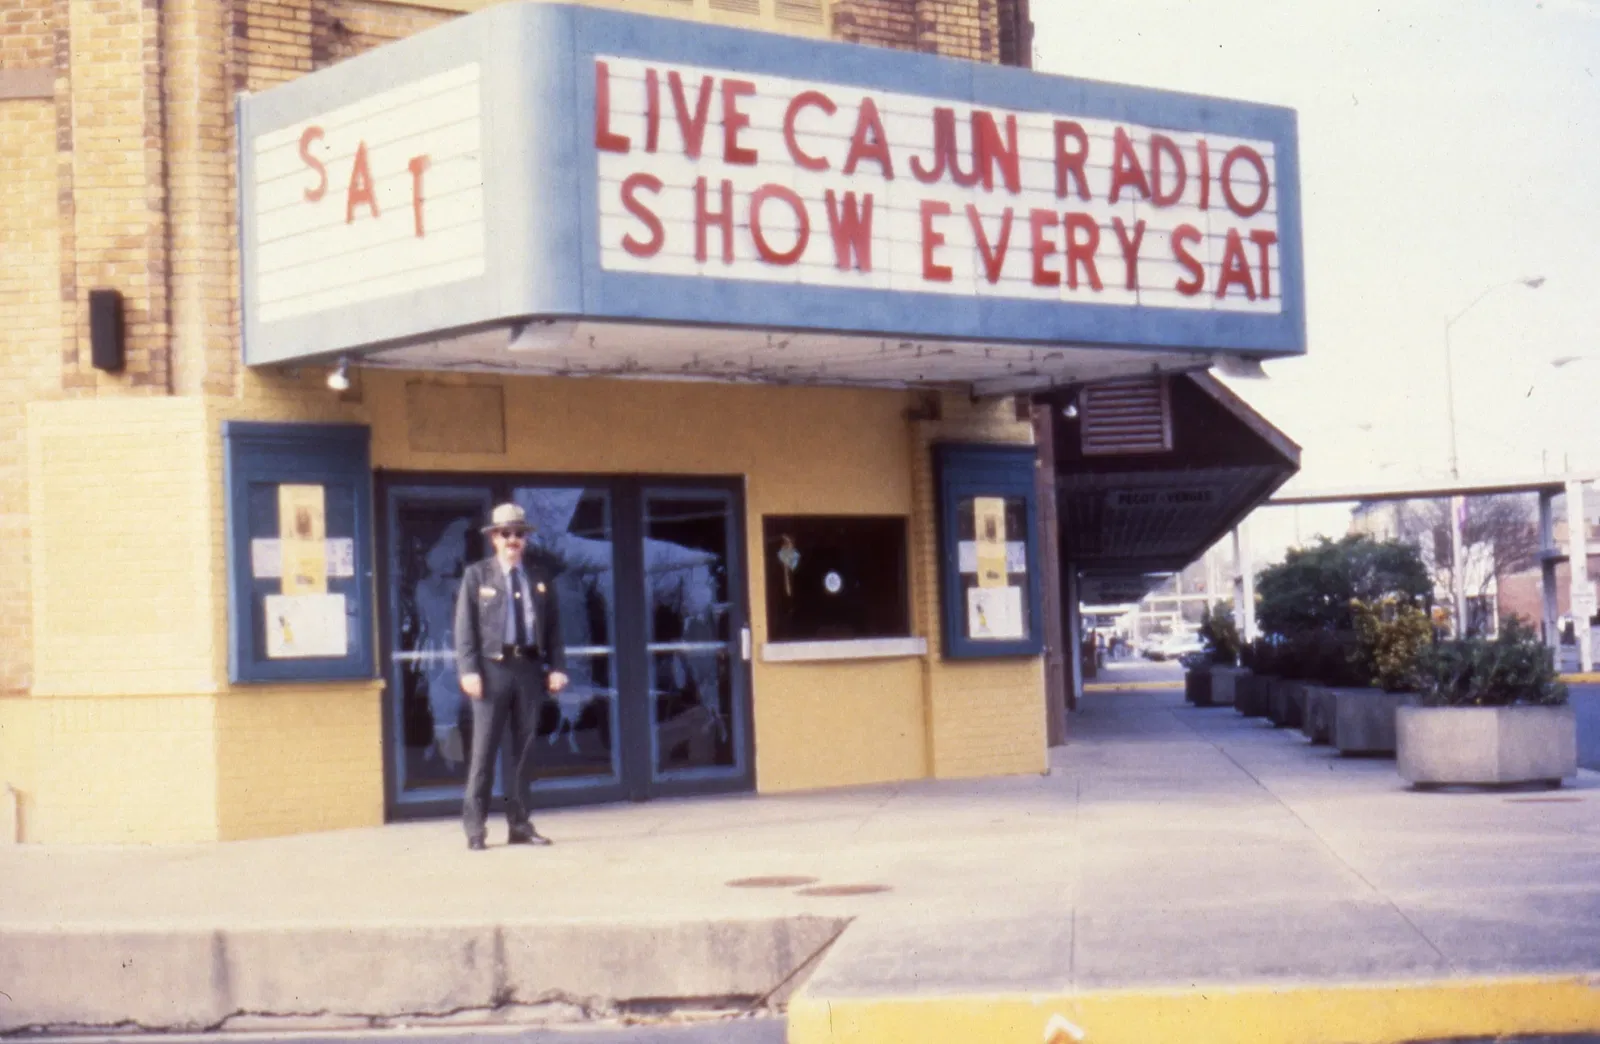 SAT
LIVE CAJUN RADIO
SHOW EVERY SAT